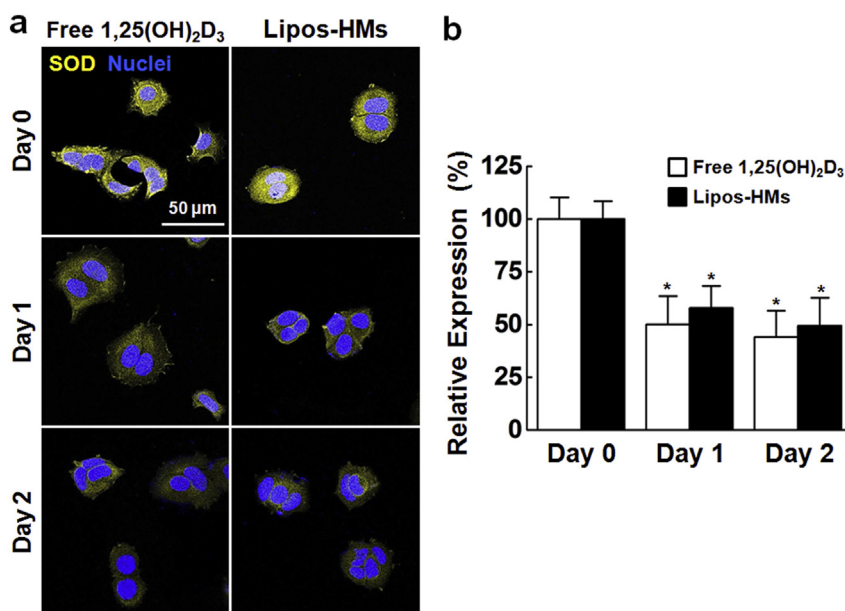 a
Free 1,25(OH)₂D₃ Lipos-HMs
SOD Nuclei
Day 0
50 µm
Day 1
Day 2
b
Relative Expression (%)
125
100
75
50
25
0
Free 1,25(OH)₂D₃
Lipos-HMs
* * * *
Day 0 Day 1 Day 2